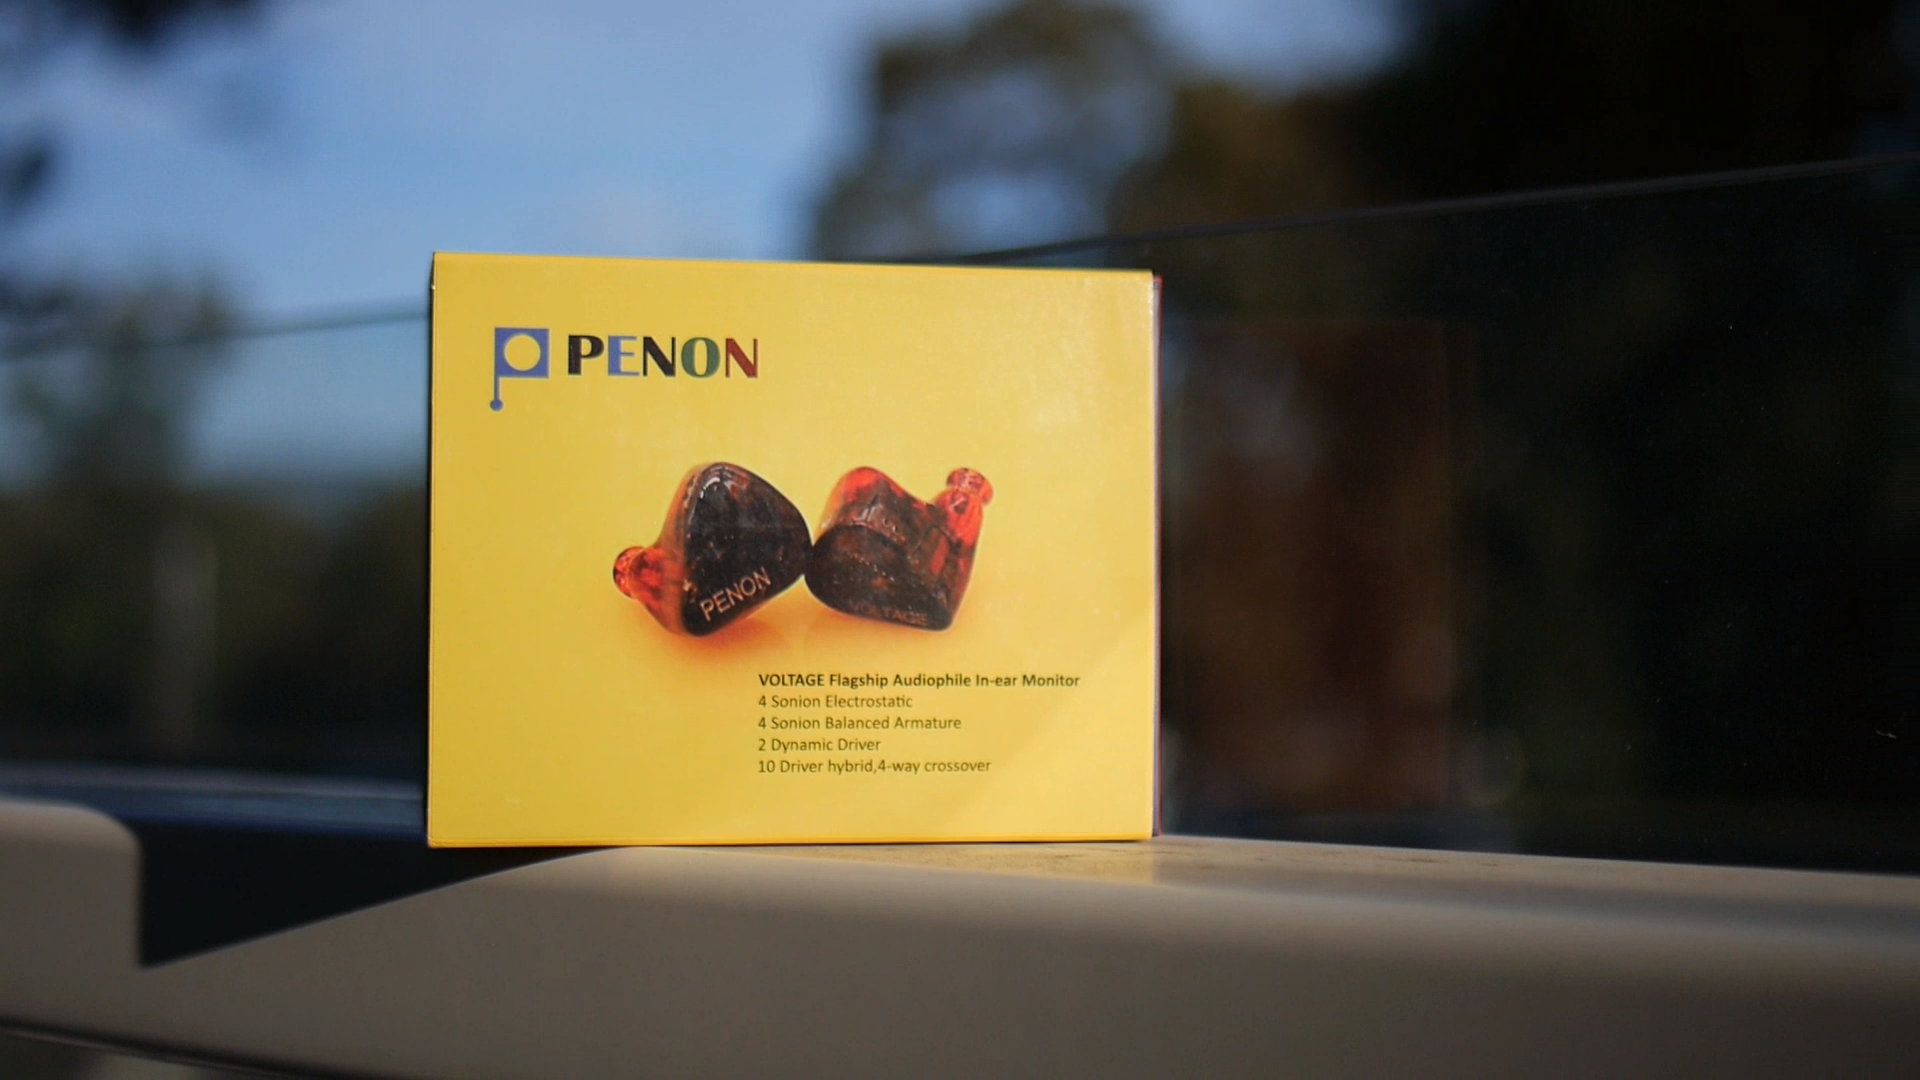 PENON
PENON
VOLTAGE
VOLTAGE Flagship Audiophile In-ear Monitor
4 Sonion Electrostatic
4 Sonion Balanced Armature
2 Dynamic Driver
10 Driver hybrid,4-way crossover